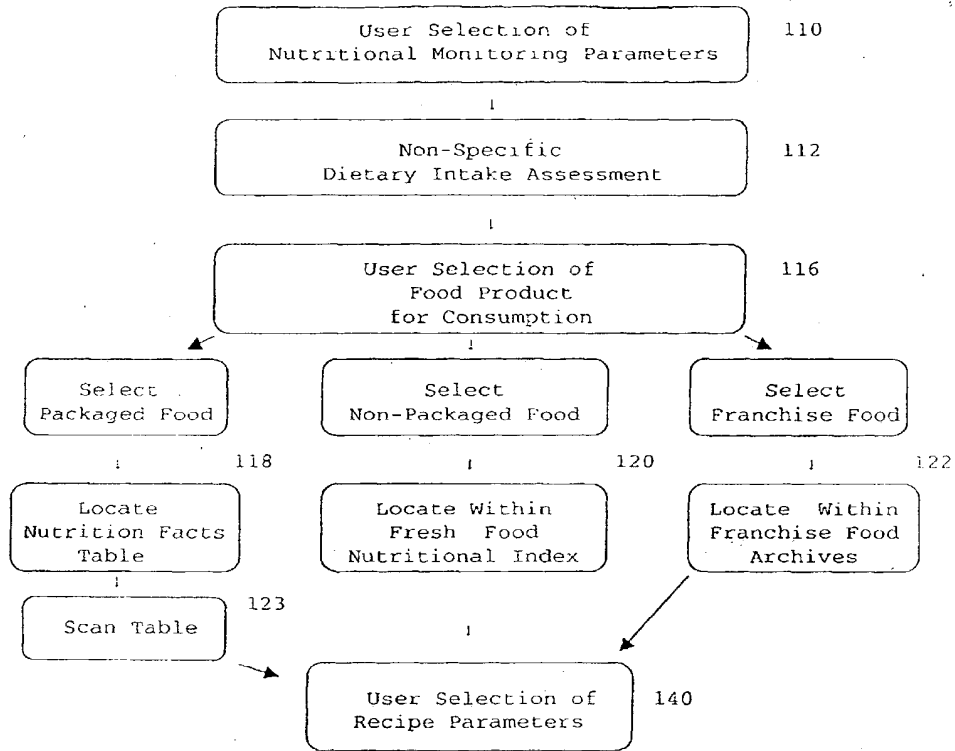 User Selection of
Nutritional Monitoring Parameters
110
Non-Specific
Dietary Intake Assessment
112
User Selection of
Food Product
for Consumption
116
Select
Packaged Food
Select
Non-Packaged Food
Select
Franchise Food
118
120
122
Locate
Nutrition Facts
Table
Locate Within
Fresh Food
Nutritional Index
Locate Within
Franchise Food
Archives
123
Scan Table
User Selection of
Recipe Parameters
140